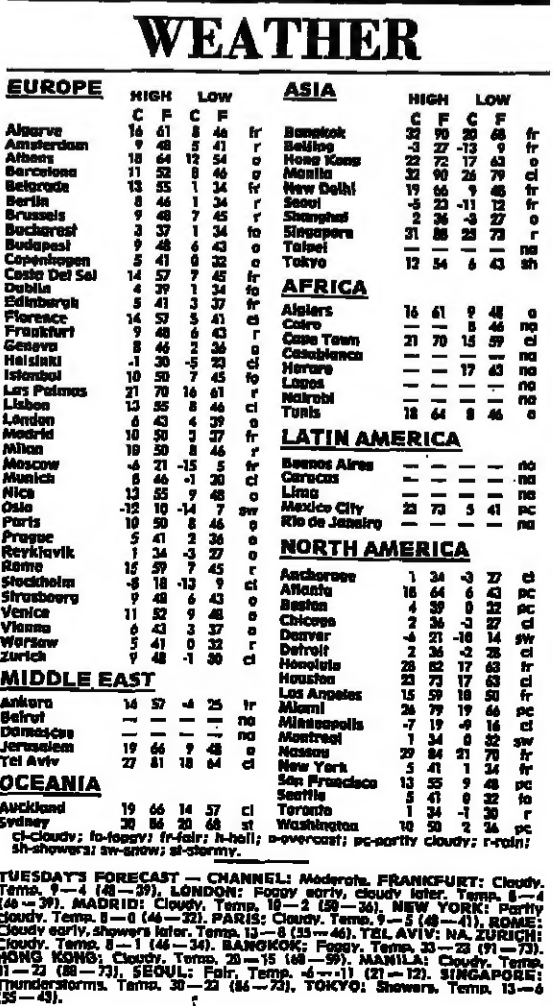 WEATHER
EUROPE
HIGH LOW
C F C F
Algarve 16 61 8 46 fr
Amsterdam 9 48 5 41 r
Athens 18 64 12 54 o
Barcelona 11 52 8 46 o
Belgrade 13 55 1 34 fr
Berlin 8 46 1 34 r
Brussels 9 48 7 45 r
Bucharest 3 37 1 34 fo
Budapest 9 48 6 43 o
Copenhagen 5 41 0 32 o
Costa Del Sol 14 57 7 45 fr
Dublin 4 39 1 34 fo
Edinburgh 5 41 3 37 fr
Florence 14 57 5 41 cl
Frankfurt 9 48 6 43 r
Geneva 8 46 2 36 o
Helsinki -1 30 -5 23 cl
Istanbul 10 50 7 45 fo
Las Palmas 21 70 16 61 r
Lisbon 13 55 8 46 cl
London 6 43 4 39 o
Madrid 10 50 3 37 fr
Milan 10 50 8 46 r
Moscow -6 21 -15 5 fr
Munich 8 46 -1 30 cl
Nice 13 55 9 48 o
Oslo -12 10 -14 7 sw
Paris 10 50 8 46 o
Prague 5 41 2 36 o
Reykjavik 1 34 -3 27 o
Rome 15 59 7 45 r
Stockholm -8 18 -13 9 cl
Strasbourg 9 48 6 43 o
Venice 11 52 9 48 o
Vienna 6 43 3 37 o
Warsaw 5 41 0 32 r
Zurich 9 48 -1 30 cl
MIDDLE EAST
Ankara 14 57 -4 25 fr
Beirut — — — — na
Damascus — — — — na
Jerusalem 19 66 9 48 o
Tel Aviv 27 81 18 64 cl
OCEANIA
Auckland 19 66 14 57 cl
Sydney 30 86 20 68 st
ASIA
HIGH LOW
C F C F
Bangkok 32 90 20 68 fr
Beijing -3 27 -13 9 fr
Hong Kong 22 72 17 63 o
Manila 32 90 26 79 cl
New Delhi 19 66 9 48 fr
Seoul -5 23 -11 12 fr
Shanghai 2 36 -3 27 o
Singapore 31 88 23 73 r
Taipei — — — — na
Tokyo 12 54 6 43 sh
AFRICA
Algiers 16 61 9 48 o
Cairo — — 8 46 na
Cape Town 21 70 15 59 cl
Casablanca — — — — na
Harare — — 17 63 na
Lagos — — — — na
Nairobi — — — — na
Tunis 18 64 8 46 o
LATIN AMERICA
Buenos Aires — — — — na
Caracas — — — — na
Lima — — — — na
Mexico City 23 73 5 41 pc
Rio de Janeiro — — — — na
NORTH AMERICA
Anchorage 1 34 -3 27 cl
Atlanta 18 64 6 43 pc
Boston 4 39 0 32 pc
Chicago 2 36 -3 27 cl
Denver -6 21 -10 14 sw
Detroit 2 36 -2 28 cl
Honolulu 28 82 17 63 fr
Houston 23 73 17 63 cl
Los Angeles 15 59 10 50 fr
Miami 26 79 19 66 pc
Minneapolis -7 19 -9 16 cl
Montreal 1 34 0 32 sw
Nassau 29 84 21 70 fr
New York 5 41 1 34 fr
San Francisco 13 55 9 48 pc
Seattle 5 41 0 32 fo
Toronto 1 34 -1 30 r
Washington 10 50 2 36 pc
cl-cloudy; fo-foggy; fr-fair; h-hail; o-overcast; pc-partly cloudy; r-rain;
sh-showers; sw-snow; st-stormy.
TUESDAY'S FORECAST — CHANNEL: Moderate. FRANKFURT: Cloudy.
Temp. 9—4 (48—39). LONDON: Foggy early, cloudy later. Temp. 8—4
(46—39). MADRID: Cloudy. Temp. 10—2 (50—36). NEW YORK: Partly
cloudy. Temp. 8—0 (46—32). PARIS: Cloudy. Temp. 9—5 (48—41). ROME:
Cloudy early, showers later. Temp. 13—8 (55—46). TEL AVIV: NA. ZURICH:
Cloudy. Temp. 8—1 (46—34). BANGKOK: Foggy. Temp. 33—23 (91—73).
HONG KONG: Cloudy. Temp. 20—15 (68—59). MANILA: Cloudy. Temp.
31—23 (88—73). SEOUL: Fair. Temp. -6—-11 (21—12). SINGAPORE:
Thunderstorms. Temp. 30—23 (86—73). TOKYO: Showers. Temp. 13—6
(55—43).